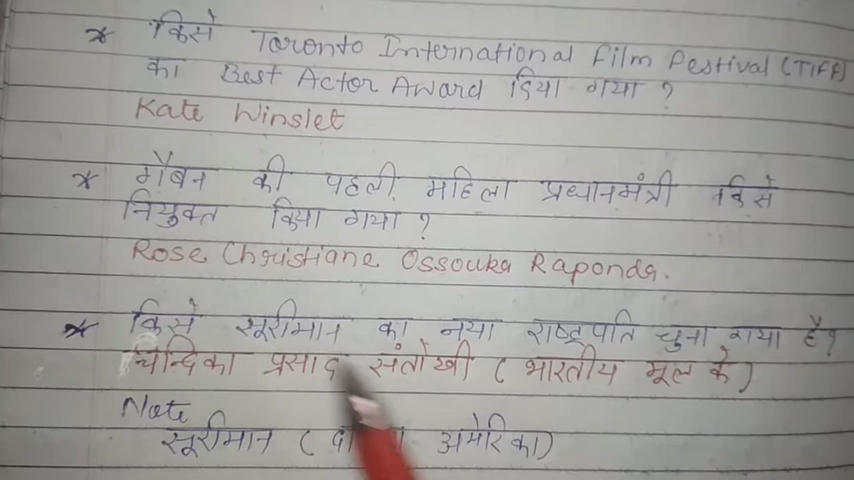 * किसे Toronto International Film Festival (TIFF)
का Best Actor Award दिया गया ?
Kate Winslet
* गैबन की पहली महिला प्रधानमंत्री किसे
नियुक्त किया गया ?
Rose Christiane Ossouka Raponda.
* किसे सूरीमान का नया राष्ट्रपति चुना गया है?
चन्द्रिका प्रसाद संतोखी (भारतीय मूल के)
Note
सूरीमान ( अमेरिका)